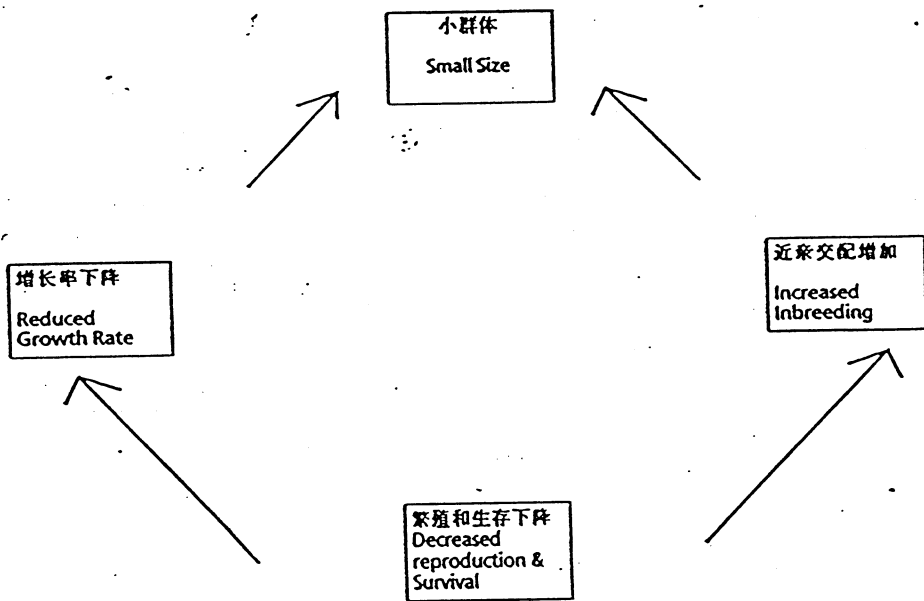 小群体
Small Size
增长率下降
Reduced
Growth Rate
近亲交配增加
Increased
Inbreeding
繁殖和生存下降
Decreased
reproduction &
Survival